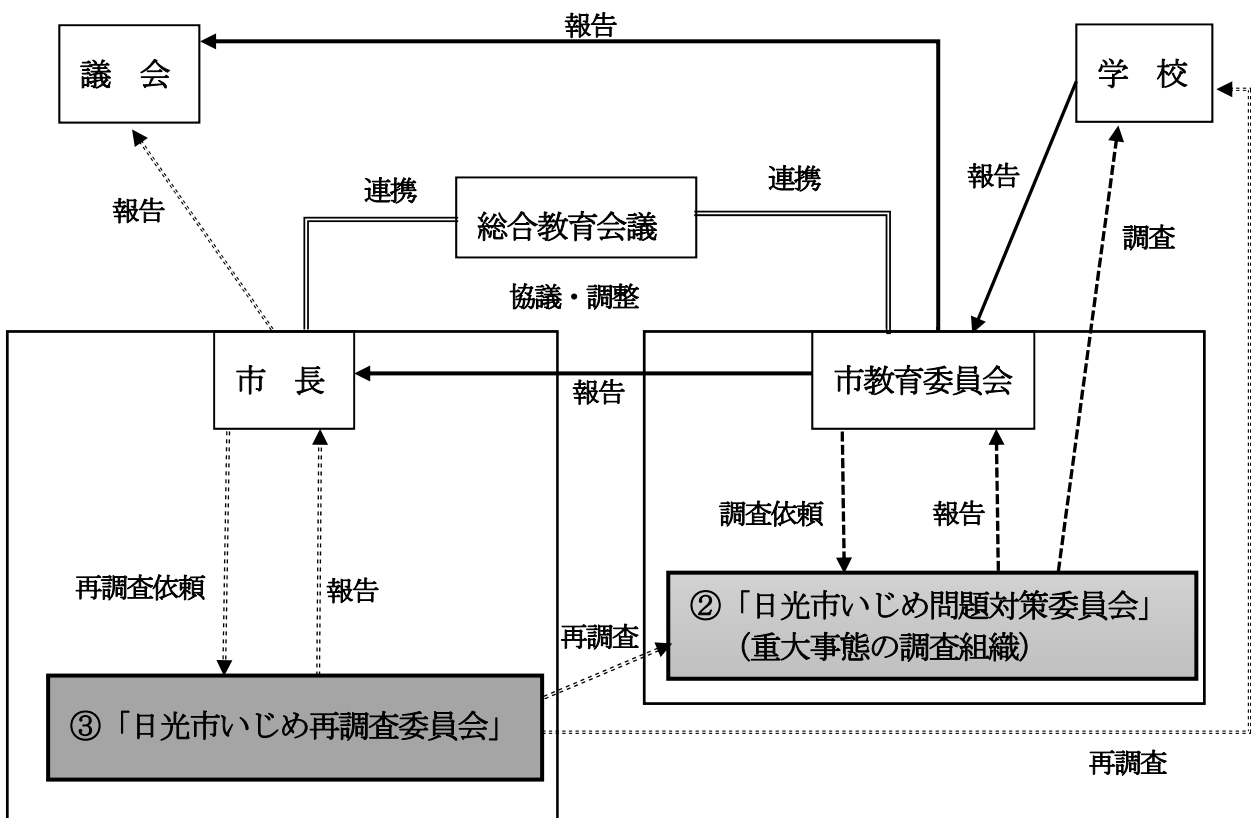 報告
議　会
学　校
連携
連携
報告
報告
総合教育会議
調査
協議・調整
市　長
報告
市教育委員会
調査依頼
報告
再調査依頼
報告
②「日光市いじめ問題対策委員会」
（重大事態の調査組織）
再調査
③「日光市いじめ再調査委員会」
再調査